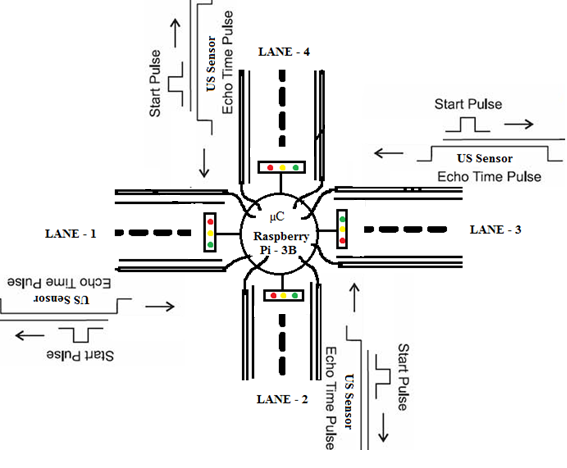 LANE - 4
Start Pulse
US Sensor
Echo Time Pulse
Start Pulse
US Sensor
Echo Time Pulse
μC
Raspberry
Pi - 3B
LANE - 1
LANE - 3
Echo Time Pulse
US Sensor
Start Pulse
LANE - 2
Echo Time Pulse
US Sensor
Start Pulse